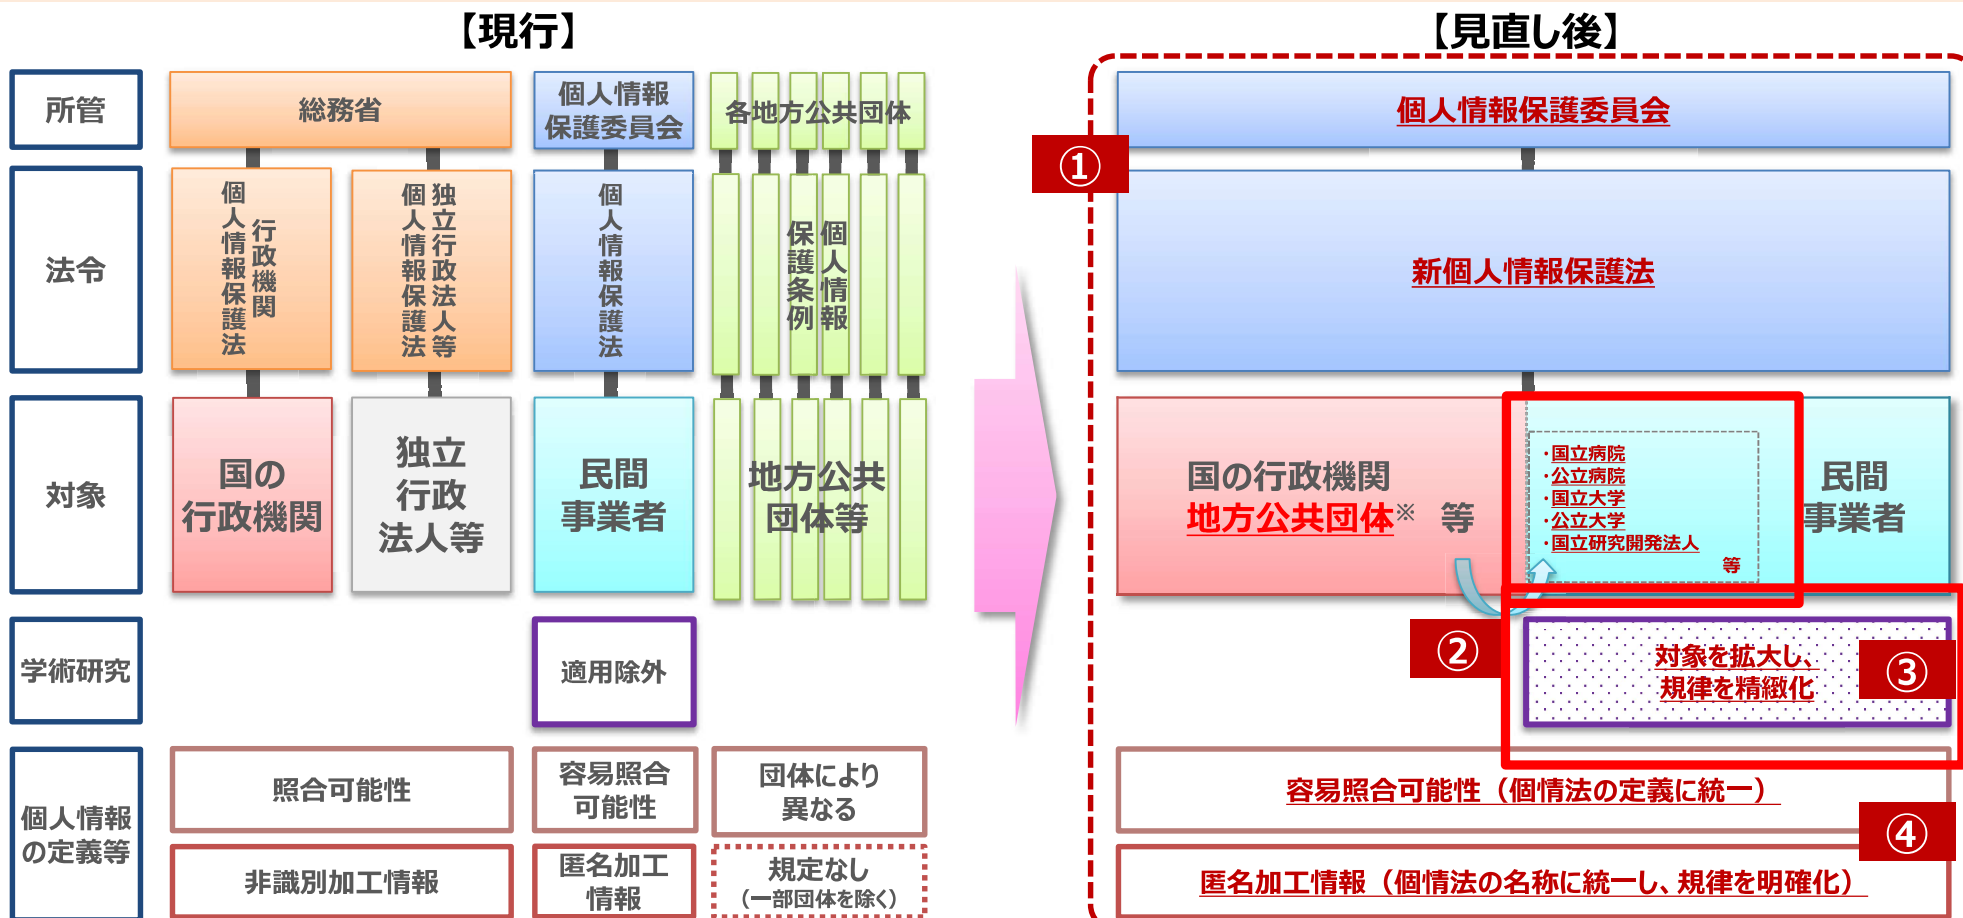 【現行】
【見直し後】
所管
総務省
個人情報
保護委員会
各地方公共団体
個人情報保護委員会
①
法令
行政機関
個人情報保護法
独立行政法人等
個人情報保護法
個人情報保護法
個人情報
保護条例
新個人情報保護法
対象
国の
行政機関
独立
行政
法人等
民間
事業者
地方公共
団体等
国の行政機関
地方公共団体※ 等
・国立病院
・公立病院
・国立大学
・公立大学
・国立研究開発法人
等
民間
事業者
②
学術研究
適用除外
対象を拡大し、
規律を精緻化
③
個人情報
の定義等
照合可能性
容易照合
可能性
団体により
異なる
容易照合可能性（個情法の定義に統一）
④
非識別加工情報
匿名加工
情報
規定なし
（一部団体を除く）
匿名加工情報（個情法の名称に統一し、規律を明確化）